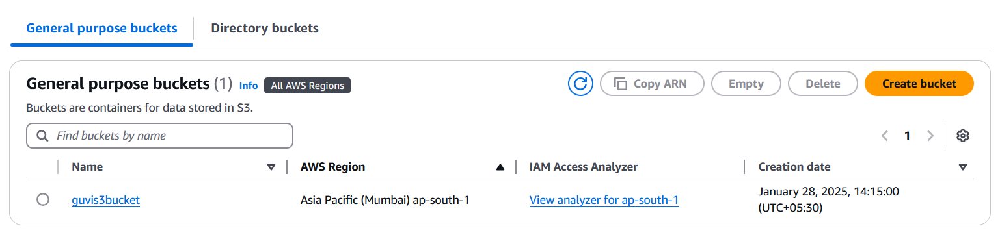 General purpose buckets Directory buckets
General purpose buckets (1) Info All AWS Regions Copy ARN Empty Delete Create bucket
Buckets are containers for data stored in S3.
Find buckets by name 1
Name AWS Region IAM Access Analyzer Creation date
guvis3bucket Asia Pacific (Mumbai) ap-south-1 View analyzer for ap-south-1 January 28, 2025, 14:15:00
(UTC+05:30)